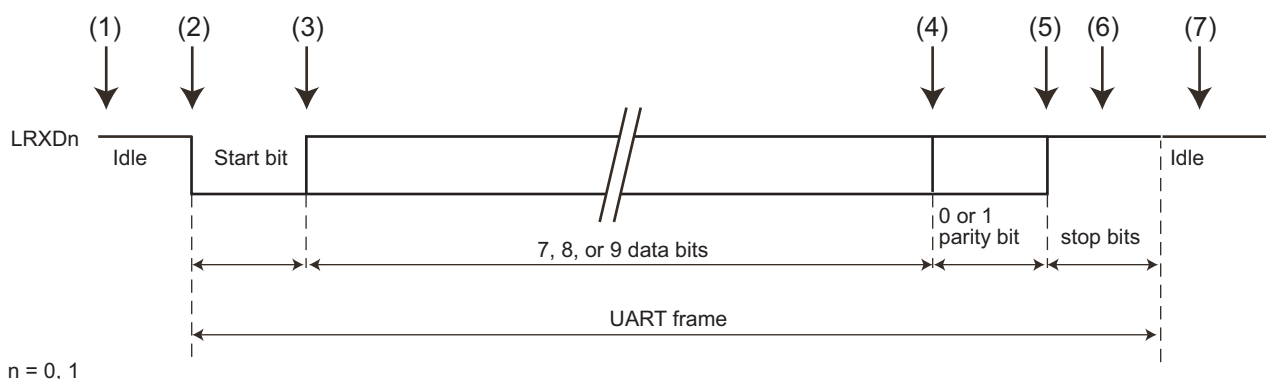 (1) (2) (3) (4) (5) (6) (7)
LRXDn
Idle
Start bit
Idle
0 or 1
parity bit
stop bits
7, 8, or 9 data bits
UART frame
n = 0, 1